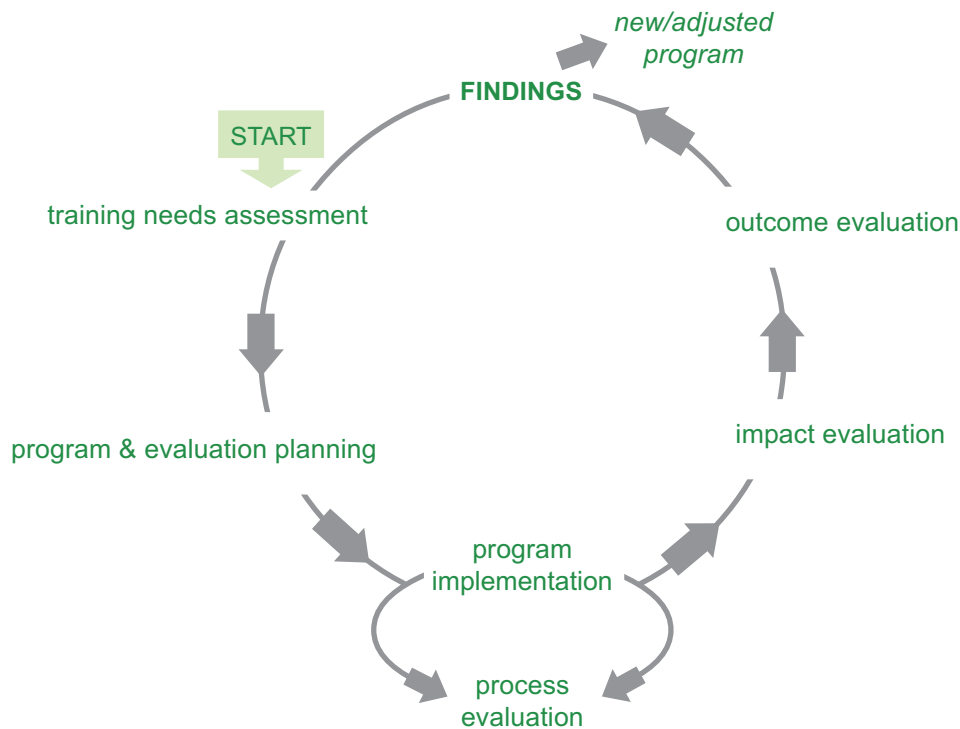 new/adjusted
program
FINDINGS
START
training needs assessment
outcome evaluation
program & evaluation planning
impact evaluation
program
implementation
process
evaluation